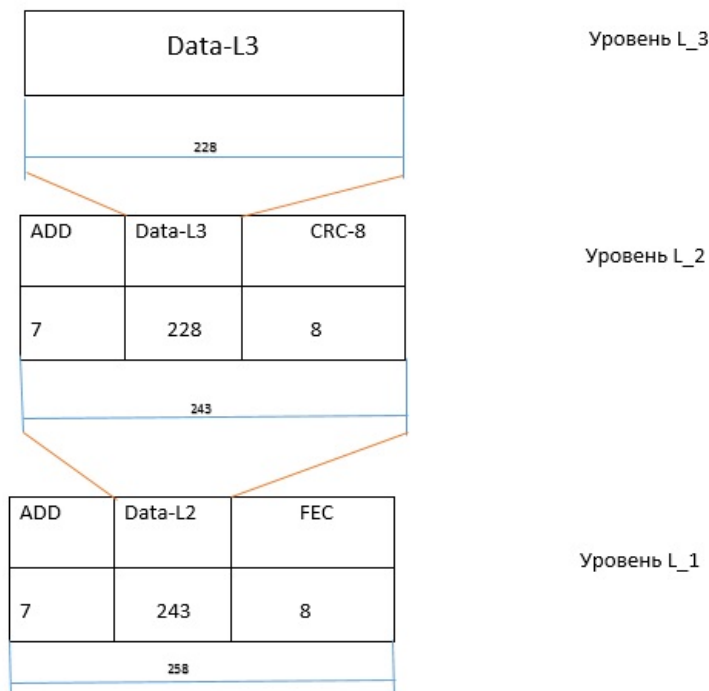 Data-L3
Уровень L_3
228
ADD Data-L3 CRC-8
Уровень L_2
7 228 8
243
ADD Data-L2 FEC
Уровень L_1
7 243 8
258